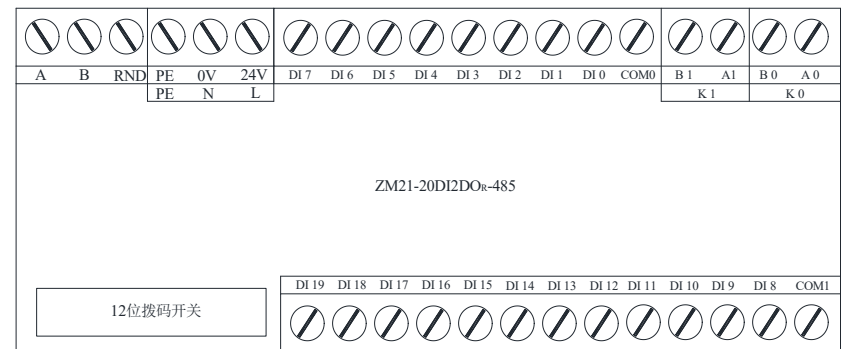 A B RND PE 0V 24V DI 7 DI 6 DI 5 DI 4 DI 3 DI 2 DI 1 DI 0 COM0 B 1 A1 B 0 A 0
PE N L K 1 K 0
ZM21-20DI2DOR-485
DI 19 DI 18 DI 17 DI 16 DI 15 DI 14 DI 13 DI 12 DI 11 DI 10 DI 9 DI 8 COM1
12位拨码开关